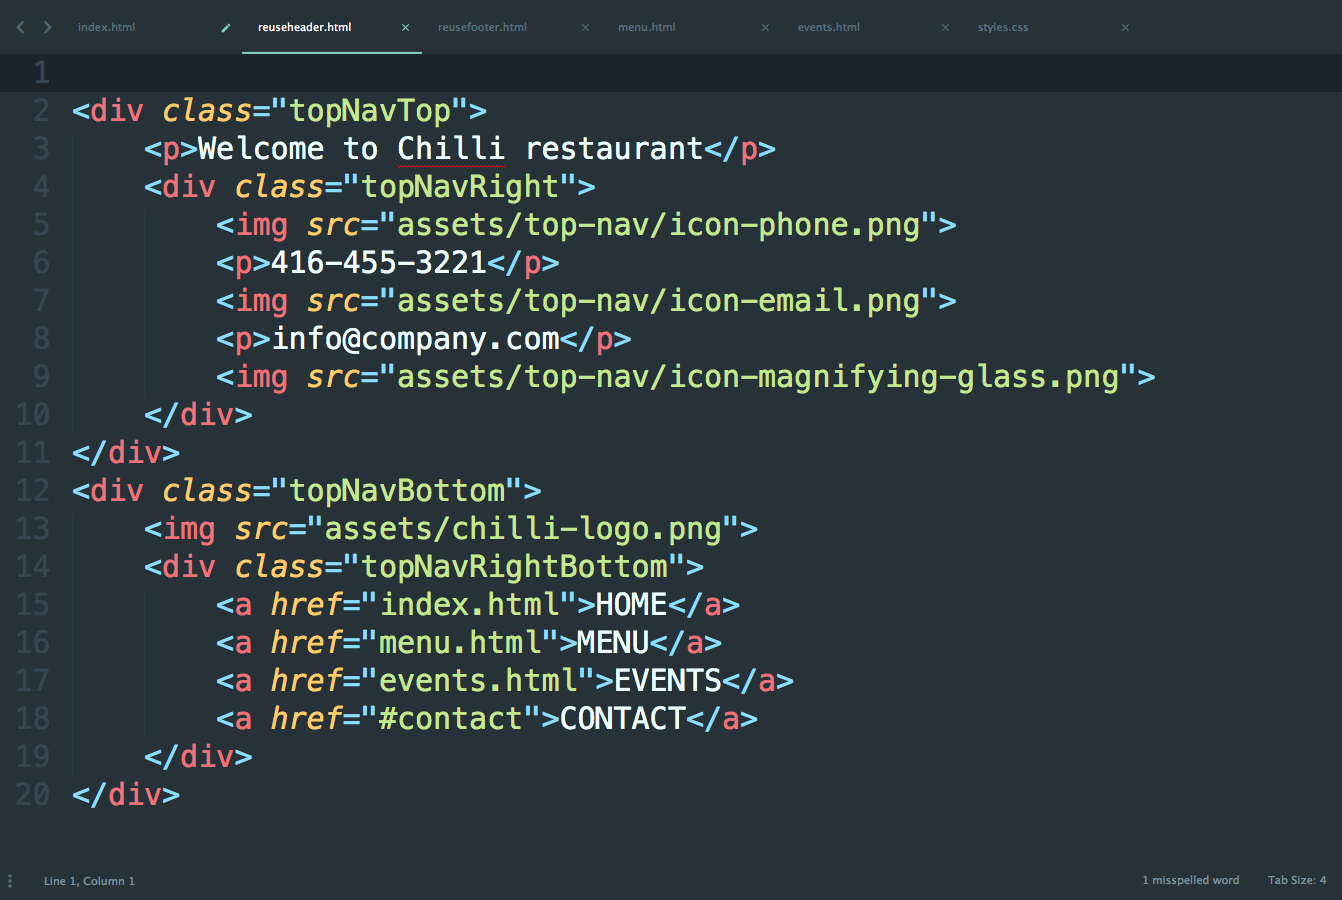 index.html reuseheader.html × reusefooter.html × menu.html × events.html × styles.css ×
1
2 <div class="topNavTop">
3     <p>Welcome to Chilli restaurant</p>
4     <div class="topNavRight">
5         <img src="assets/top-nav/icon-phone.png">
6         <p>416-455-3221</p>
7         <img src="assets/top-nav/icon-email.png">
8         <p>info@company.com</p>
9         <img src="assets/top-nav/icon-magnifying-glass.png">
10     </div>
11 </div>
12 <div class="topNavBottom">
13     <img src="assets/chilli-logo.png">
14     <div class="topNavRightBottom">
15         <a href="index.html">HOME</a>
16         <a href="menu.html">MENU</a>
17         <a href="events.html">EVENTS</a>
18         <a href="#contact">CONTACT</a>
19     </div>
20 </div>
Line 1, Column 1 1 misspelled word Tab Size: 4